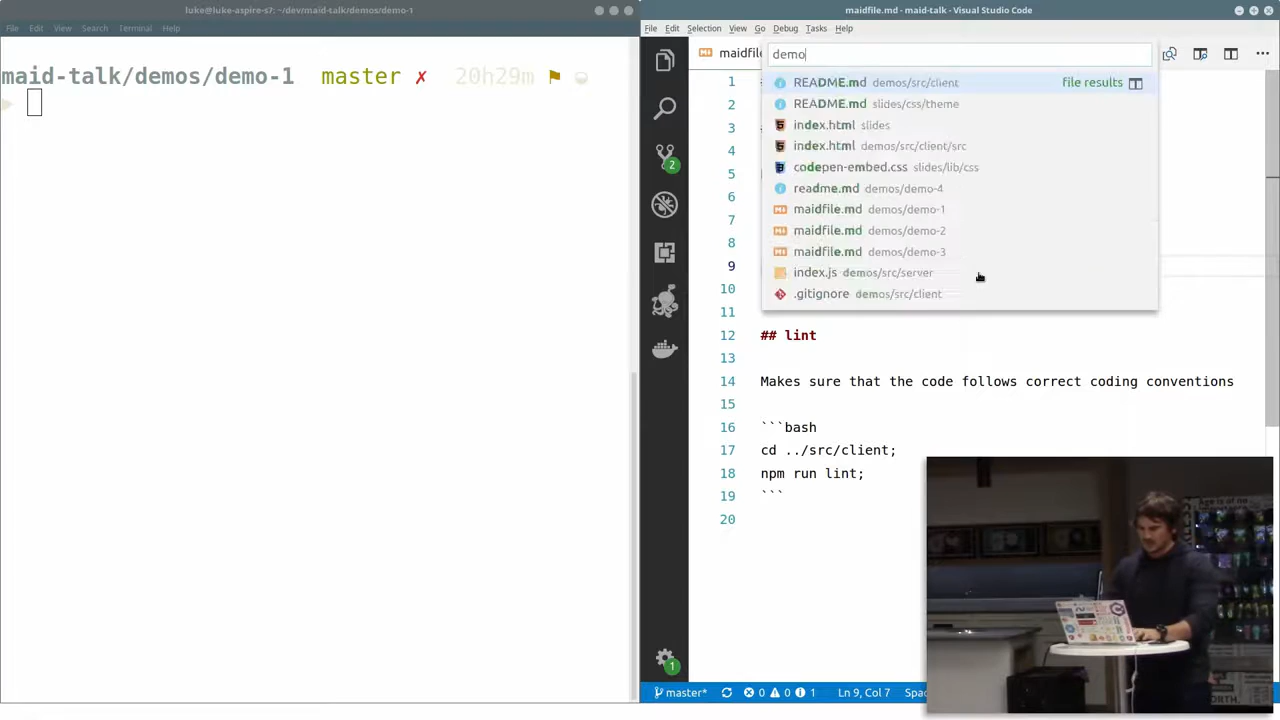 luke@luke-aspire-s7: ~/dev/maid-talk/demos/demo-1
File Edit View Search Terminal Help
maid-talk/demos/demo-1 master ✗ 20h29m
maidfile.md - maid-talk - Visual Studio Code
File Edit Selection View Go Debug Tasks Help
maidfile
demo
README.md demos/src/client file results
README.md slides/css/theme
index.html slides
index.html demos/src/client/src
codepen-embed.css slides/lib/css
readme.md demos/demo-4
maidfile.md demos/demo-1
maidfile.md demos/demo-2
maidfile.md demos/demo-3
index.js demos/src/server
.gitignore demos/src/client
1
2
3
4
5
6
7
8
9
10
11
12 ## lint
13
14 Makes sure that the code follows correct coding conventions
15
16 ```bash
17 cd ../src/client;
18 npm run lint;
19 ```
20
2
1
master* 0 0 1 Ln 9, Col 7 Spac